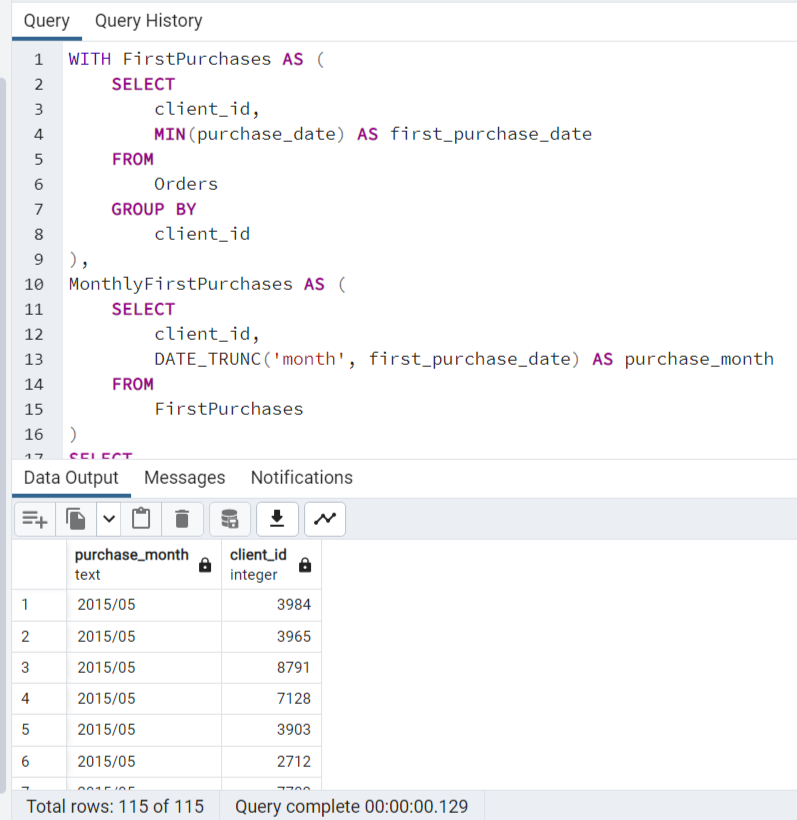 Query Query History
1 WITH FirstPurchases AS (
2 SELECT
3 client_id,
4 MIN(purchase_date) AS first_purchase_date
5 FROM
6 Orders
7 GROUP BY
8 client_id
9 ),
10 MonthlyFirstPurchases AS (
11 SELECT
12 client_id,
13 DATE_TRUNC('month', first_purchase_date) AS purchase_month
14 FROM
15 FirstPurchases
16 )
17 SELECT
Data Output Messages Notifications
purchase_month client_id
text integer
1 2015/05 3984
2 2015/05 3965
3 2015/05 8791
4 2015/05 7128
5 2015/05 3903
6 2015/05 2712
Total rows: 115 of 115 Query complete 00:00:00.129